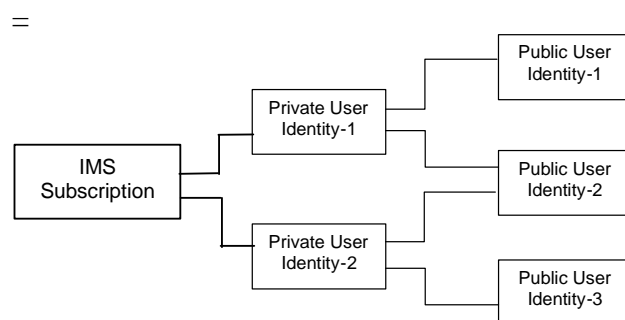 =
Public User
Identity-1
Private User
Identity-1
IMS
Subscription
Public User
Identity-2
Private User
Identity-2
Public User
Identity-3